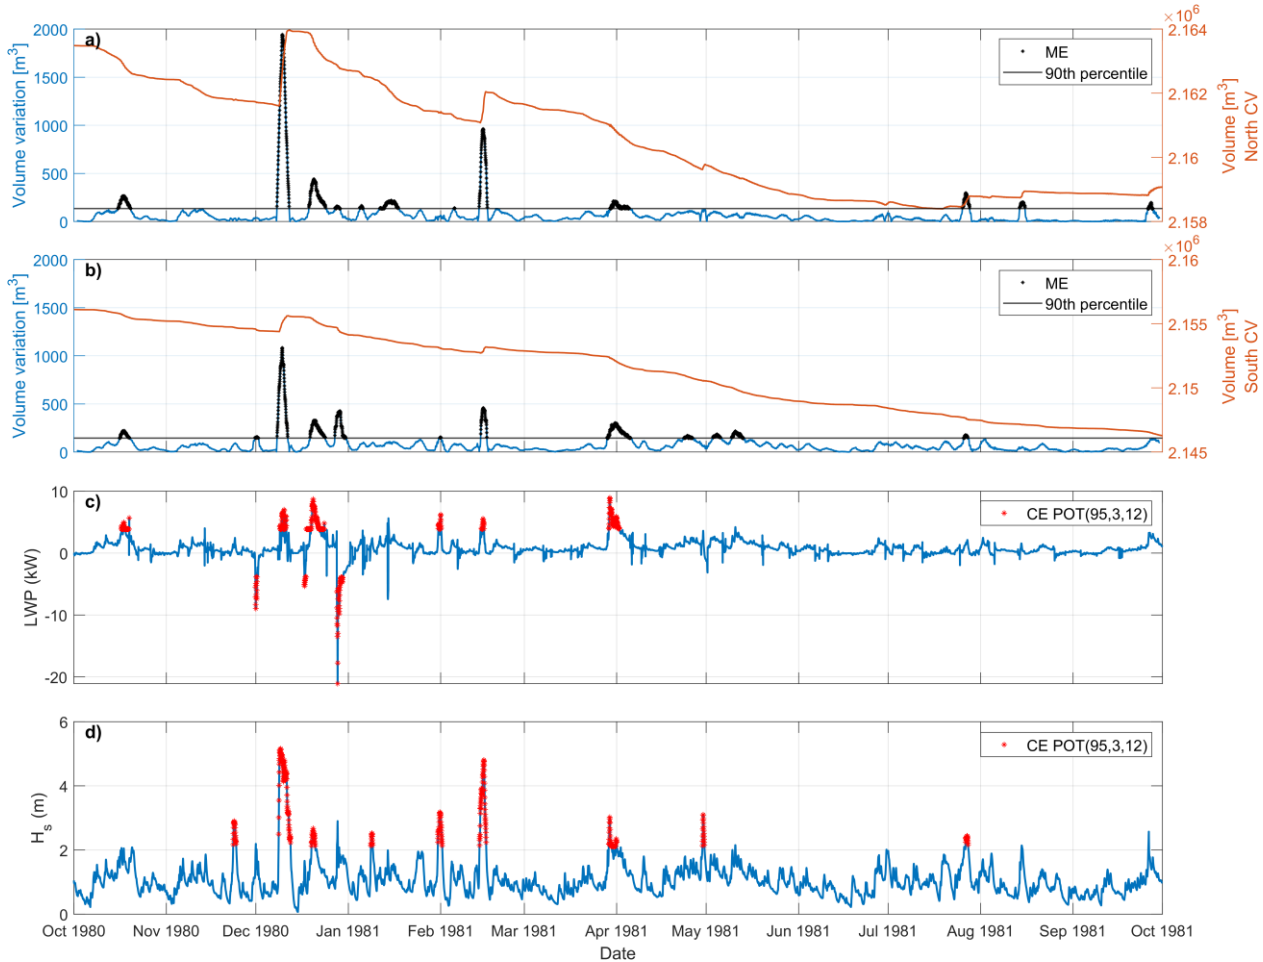 ×10⁶
2000
a)
2.164
ME
90th percentile
1500
2.162
1000
2.16
500
0
2.158
Volume variation [m³]
Volume [m³]
North CV
×10⁶
2000
b)
2.16
ME
90th percentile
1500
2.155
1000
2.15
500
0
2.145
Volume variation [m³]
Volume [m³]
South CV
10
c)
CE POT(95,3,12)
0
-10
-20
LWP (kW)
6
d)
CE POT(95,3,12)
4
2
0
Hₛ (m)
Oct 1980 Nov 1980 Dec 1980 Jan 1981 Feb 1981 Mar 1981 Apr 1981 May 1981 Jun 1981 Jul 1981 Aug 1981 Sep 1981 Oct 1981
Date